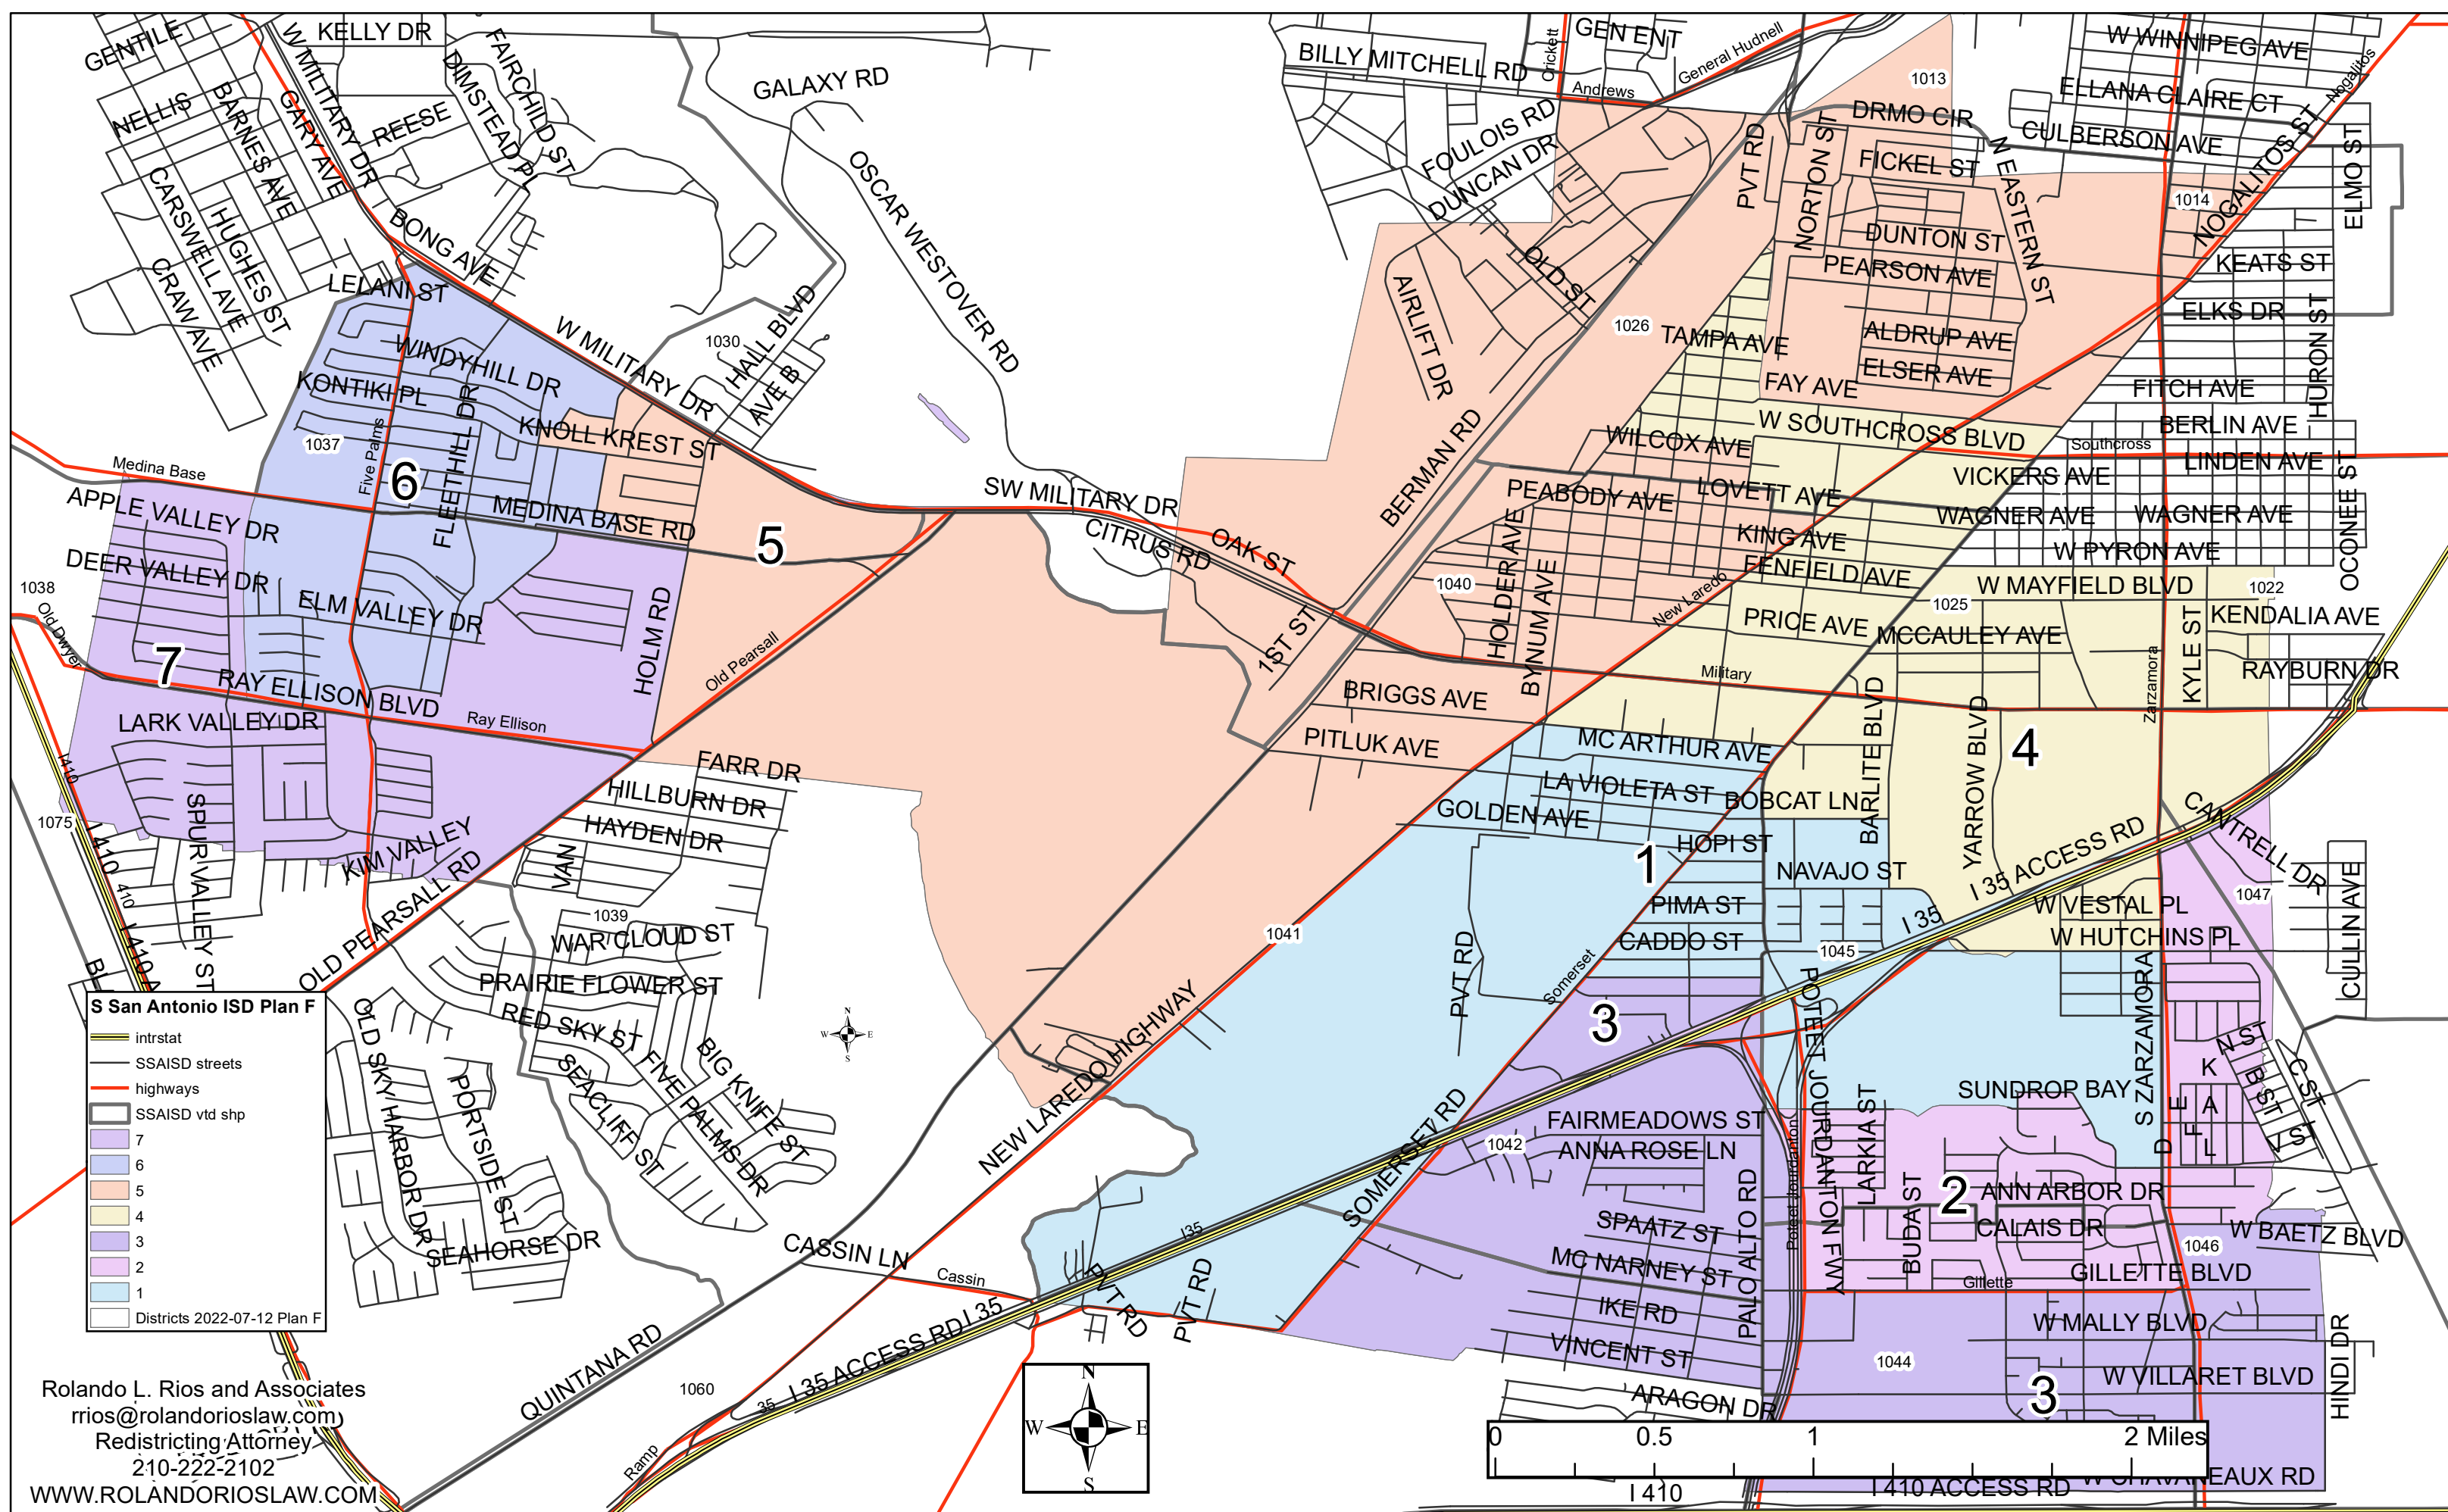 GENTILE
KELLY DR
W MILITARY DR
FAIRCHILD ST
DIMSTEAD PL
GALAXY RD
BILLY MITCHELL RD
Crickett
GEN ENT
General Hudnell
Andrews
1013
W WINNIPEG AVE
Nogalitos
NELLIS
BARNES AVE
GARY AVE
REESE
FOULOIS RD
DUNCAN DR
PVT RD
NORTON ST
DRMO CIR
FICKEL ST
N EASTERN ST
ELLANA CLAIRE CT
CULBERSON AVE
NOGALITOS ST
ELMO ST
OSCAR WESTOVER RD
CARSWELL AVE
HUGHES ST
CRAW AVE
BONG AVE
LELANI ST
1014
DUNTON ST
PEARSON AVE
KEATS ST
ELKS DR
HURON ST
AIRLIFT DR
OLD ST
1026
TAMPA AVE
ALDRUP AVE
ELSER AVE
FAY AVE
FITCH AVE
BERLIN AVE
W MILITARY DR
1030
HALL BLVD
AVE B
WINDYHILL DR
KONTIKI PL
FLEETHILL DR
KNOLL KREST ST
1037
Five Palms
6
Medina Base
APPLE VALLEY DR
MEDINA BASE RD
5
SW MILITARY DR
CITRUS RD
OAK ST
BERMAN RD
WILCOX AVE
W SOUTHCROSS BLVD
Southcross
LINDEN AVE
VICKERS AVE
PEABODY AVE
LOVETT AVE
WAGNER AVE
WAGNER AVE
OCONEE ST
KING AVE
W PYRON AVE
FENFIELD AVE
W MAYFIELD BLVD
1022
1040
HOLDER AVE
BYNUM AVE
New Laredo
1025
PRICE AVE
MCCAULEY AVE
KYLE ST
KENDALIA AVE
RAYBURN DR
DEER VALLEY DR
1038
Old Dwyer
ELM VALLEY DR
HOLM RD
Old Pearsall
1ST ST
7
RAY ELLISON BLVD
Ray Ellison
LARK VALLEY DR
Military
Zarzamora
BRIGGS AVE
PITLUK AVE
MC ARTHUR AVE
BARLITE BLVD
YARROW BLVD
4
FARR DR
HILLBURN DR
HAYDEN DR
VAN
LA VIOLETA ST
BOBCAT LN
GOLDEN AVE
HOPI ST
1
NAVAJO ST
I 35 ACCESS RD
CANTRELL DR
I410
1075
I 410
410
I 410 A
SPUR VALLEY ST
KIM VALLEY
OLD PEARSALL RD
1039
WAR CLOUD ST
PRAIRIE FLOWER ST
RED SKY ST
1041
PVT RD
PIMA ST
CADDO ST
Somerset
1045
I 35
W VESTAL PL
W HUTCHINS PL
1047
CULLIN AVE
S ZARZAMORA
3
POTEET JOURDANTON FWY
OLD SKY HARBOR DR
PORTSIDE ST
SEACLIFF ST
FIVE PALMS DR
BIG KNIFE ST
SEAHORSE DR
N
W E
S
NEW LAREDO HIGHWAY
SOMERSET RD
SUNDROP BAY
N ST
C ST
B ST
K
A
E
F
L
D
FAIRMEADOWS ST
1042
ANNA ROSE LN
Poteet Jourdanton
LARKIA ST
BUDA ST
2
ANN ARBOR DR
CALAIS DR
SPAATZ ST
MC NARNEY ST
IKE RD
VINCENT ST
PALO ALTO RD
1046
W BAETZ BLVD
Gillette
GILLETTE BLVD
W MALLY BLVD
1044
W VILLARET BLVD
3
HINDI DR
ARAGON DR
I35
CASSIN LN
Cassin
PVT RD
PVT RD
I 35 ACCESS RD
I 35
QUINTANA RD
1060
35
Ramp
I 410
I 410 ACCESS RD
S San Antonio ISD Plan F
intrstat
SSAISD streets
highways
SSAISD vtd shp
7
6
5
4
3
2
1
Districts 2022-07-12 Plan F
Rolando L. Rios and Associates
rrios@rolandorioslaw.com
Redistricting Attorney
210-222-2102
WWW.ROLANDORIOSLAW.COM
N
W E
S
0 0.5 1 2 Miles